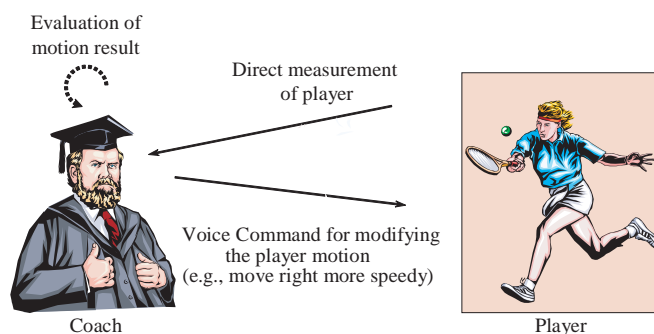 Evaluation of
motion result
Direct measurement
of player
Voice Command for modifying
the player motion
(e.g., move right more speedy)
Coach
Player